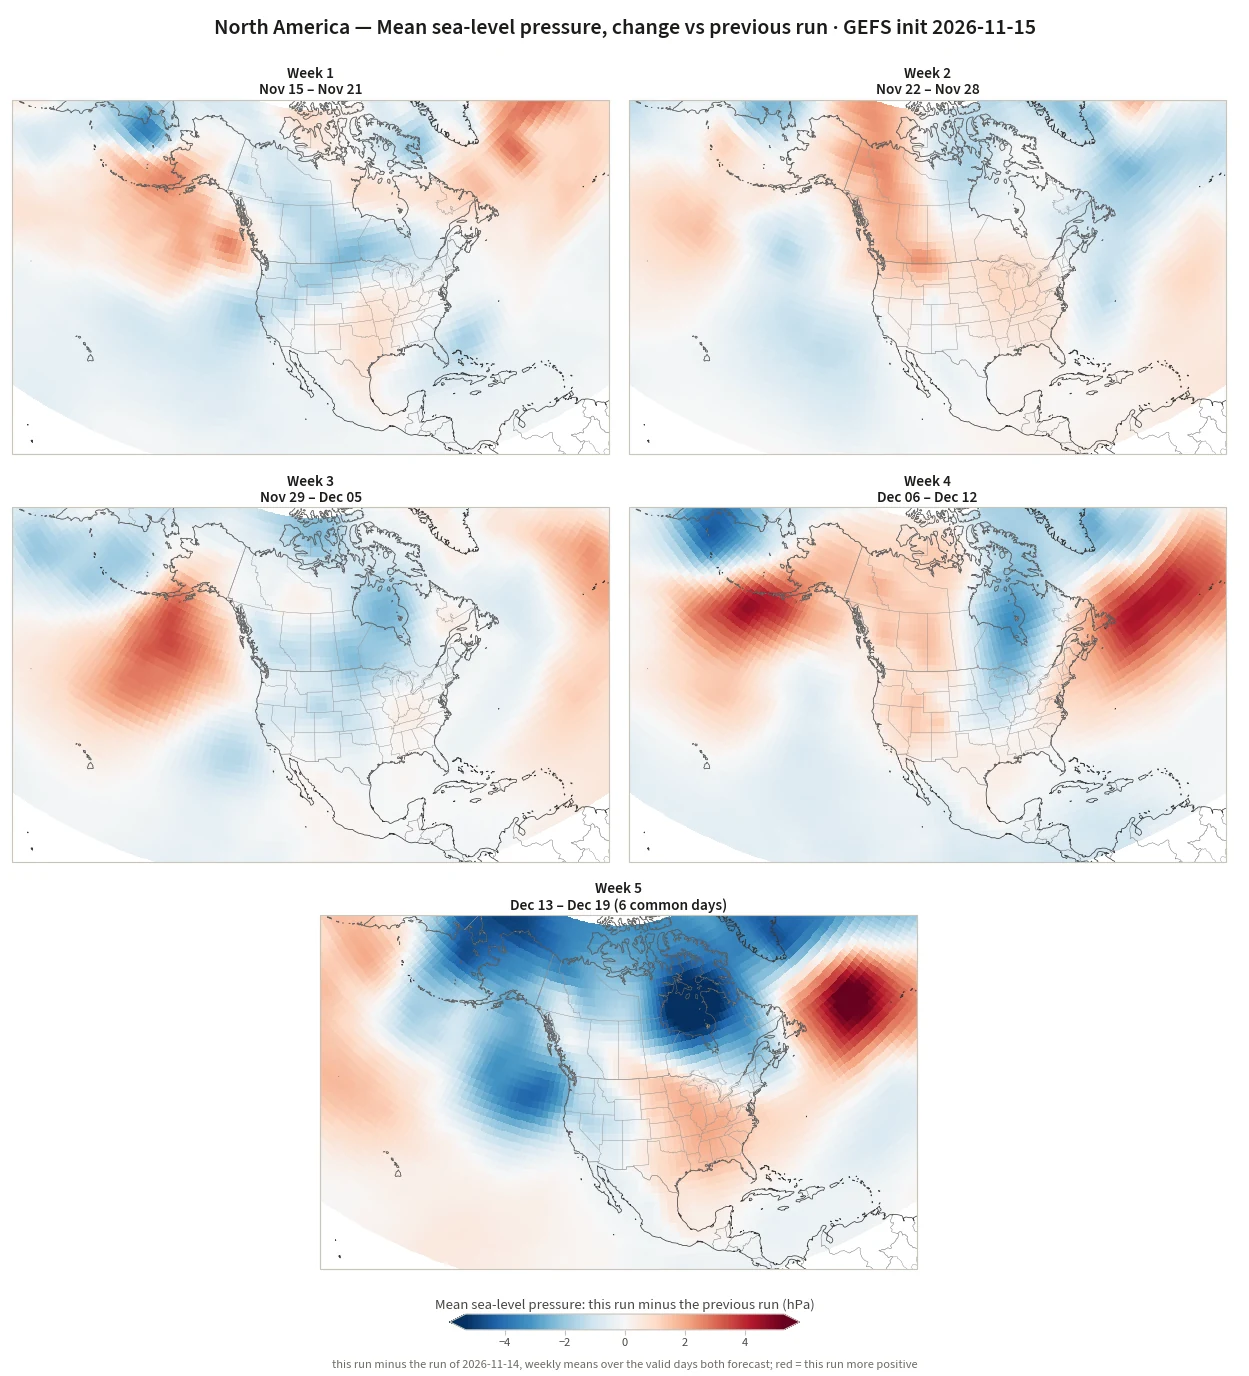 North America — Mean sea-level pressure, change vs previous run · GEFS init 2026-11-15
Week 1
Nov 15 – Nov 21
Week 2
Nov 22 – Nov 28
Week 3
Nov 29 – Dec 05
Week 4
Dec 06 – Dec 12
Week 5
Dec 13 – Dec 19 (6 common days)
Mean sea-level pressure: this run minus the previous run (hPa)
−4 −2 0 2 4
this run minus the run of 2026-11-14, weekly means over the valid days both forecast; red = this run more positive